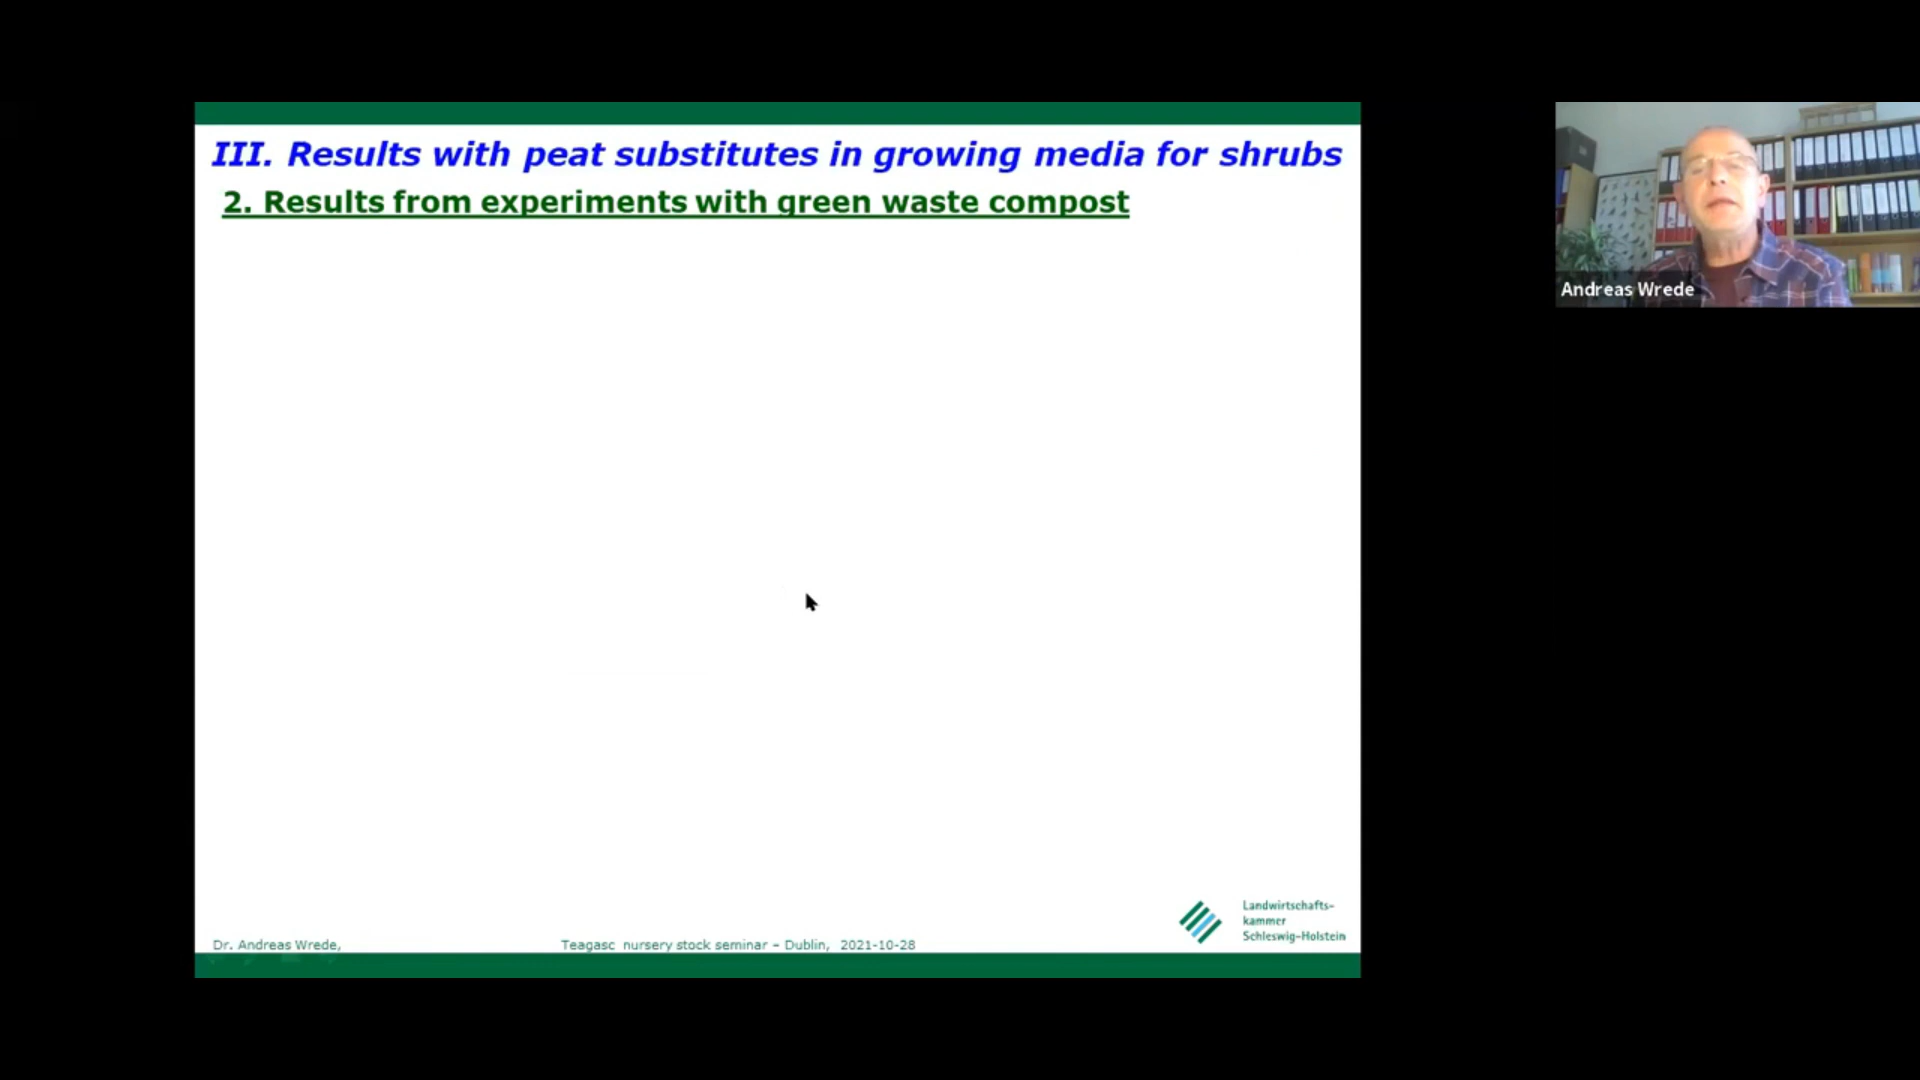 III. Results with peat substitutes in growing media for shrubs
2. Results from experiments with green waste compost
Andreas Wrede
Landwirtschafts-
kammer
Schleswig-Holstein
Dr. Andreas Wrede,
Teagasc nursery stock seminar – Dublin, 2021-10-28